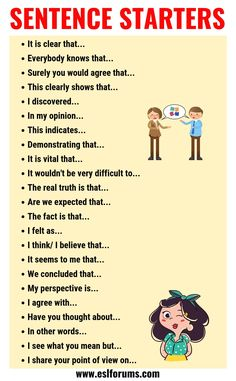 SENTENCE STARTERS
It is clear that...
Everybody knows that...
Surely you would agree that...
This clearly shows that...
I discovered...
In my opinion...
This indicates...
Demonstrating that...
It is vital that...
It wouldn't be very difficult to...
The real truth is that...
Are we expected that...
The fact is that...
I felt as...
I think/ I believe that...
It seems to me that...
We concluded that...
My perspective is...
I agree with...
Have you thought about...
In other words...
I see what you mean but...
I share your point of view on...
www.eslforums.com